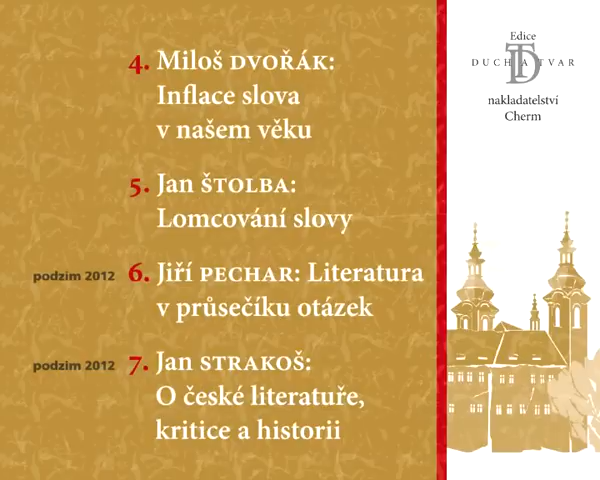 4. Miloš DVOŘÁK:
Inflace slova
v našem věku
5. Jan ŠTOLBA:
Lomcování slovy
podzim 2012 6. Jiří PECHAR: Literatura
v průsečíku otázek
podzim 2012 7. Jan STRAKOŠ:
O české literatuře,
kritice a historii
Edice
DUCH A TVAR
nakladatelství
Cherm